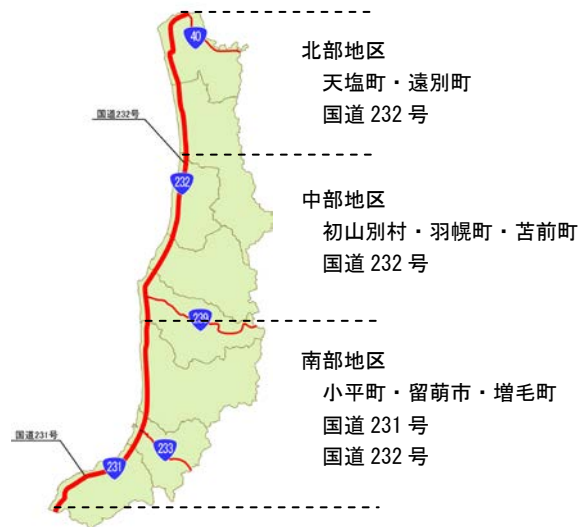 40
北部地区
天塩町・遠別町
国道 232 号
国道232号
232
中部地区
初山別村・羽幌町・苫前町
国道 232 号
239
南部地区
小平町・留萌市・増毛町
国道 231 号
国道 232 号
国道231号
233
231